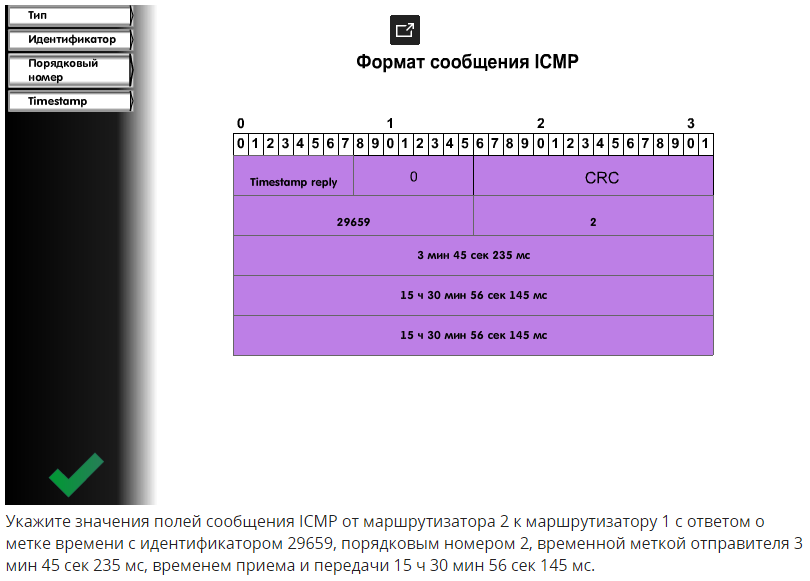 Тип
Идентификатор
Порядковый
номер
Timestamp
Формат сообщения ICMP
0 1 2 3
0 1 2 3 4 5 6 7 8 9 0 1 2 3 4 5 6 7 8 9 0 1 2 3 4 5 6 7 8 9 0 1
Timestamp reply 0 CRC
29659 2
3 мин 45 сек 235 мс
15 ч 30 мин 56 сек 145 мс
15 ч 30 мин 56 сек 145 мс
Укажите значения полей сообщения ICMP от маршрутизатора 2 к маршрутизатору 1 с ответом о
метке времени с идентификатором 29659, порядковым номером 2, временной меткой отправителя 3
мин 45 сек 235 мс, временем приема и передачи 15 ч 30 мин 56 сек 145 мс.